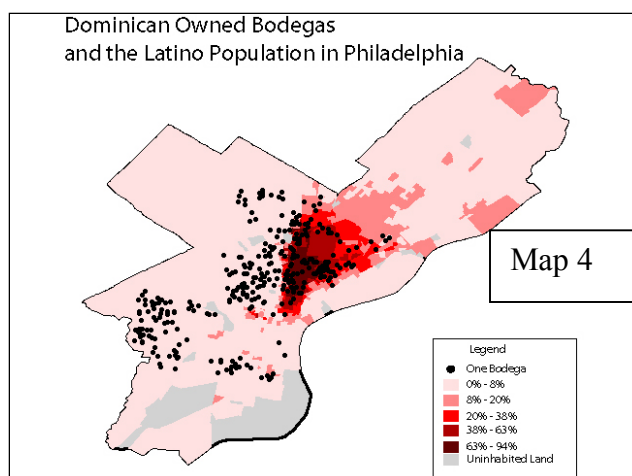 Dominican Owned Bodegas
and the Latino Population in Philadelphia
Map 4
Legend
One Bodega
0% - 8%
8% - 20%
20% - 38%
38% - 63%
63% - 94%
Uninhabited Land